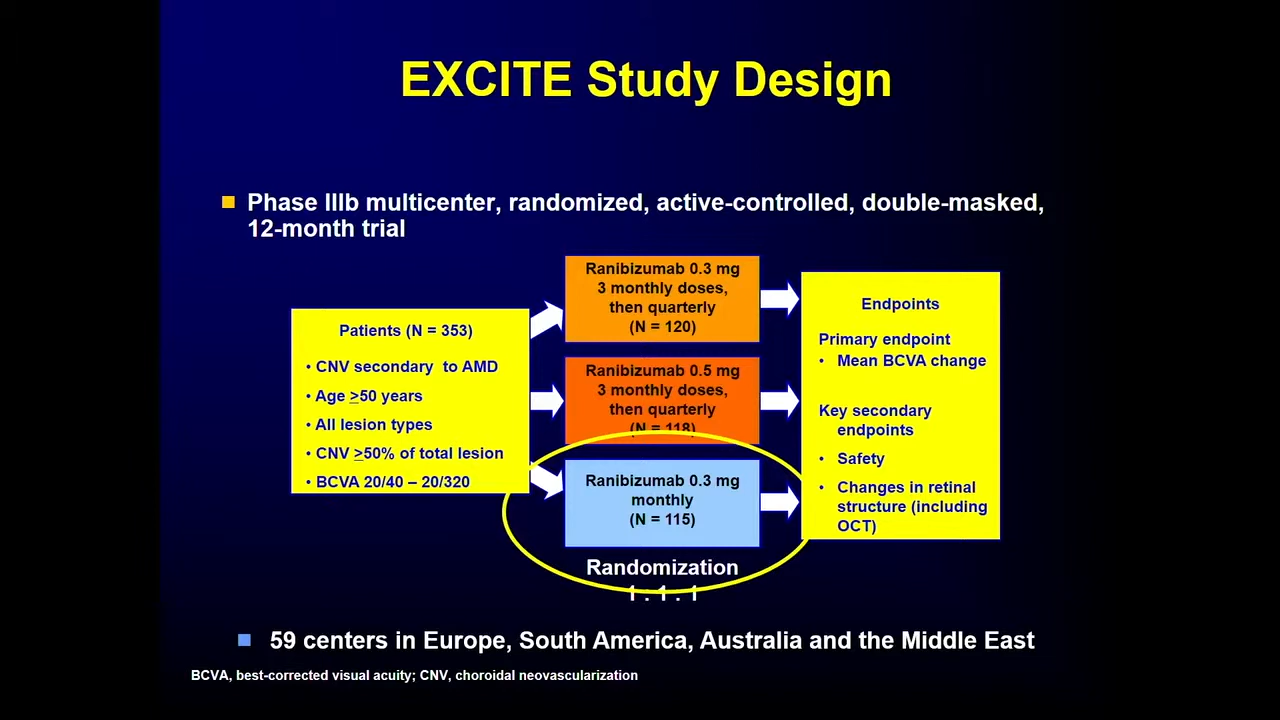 EXCITE Study Design
Phase IIIb multicenter, randomized, active-controlled, double-masked,
12-month trial
Patients (N = 353)
• CNV secondary to AMD
• Age >50 years
• All lesion types
• CNV >50% of total lesion
• BCVA 20/40 – 20/320
Ranibizumab 0.3 mg
3 monthly doses,
then quarterly
(N = 120)
Ranibizumab 0.5 mg
3 monthly doses,
then quarterly
(N = 118)
Ranibizumab 0.3 mg
monthly
(N = 115)
Randomization
1 : 1 : 1
Endpoints
Primary endpoint
• Mean BCVA change
Key secondary
endpoints
• Safety
• Changes in retinal
structure (including
OCT)
59 centers in Europe, South America, Australia and the Middle East
BCVA, best-corrected visual acuity; CNV, choroidal neovascularization